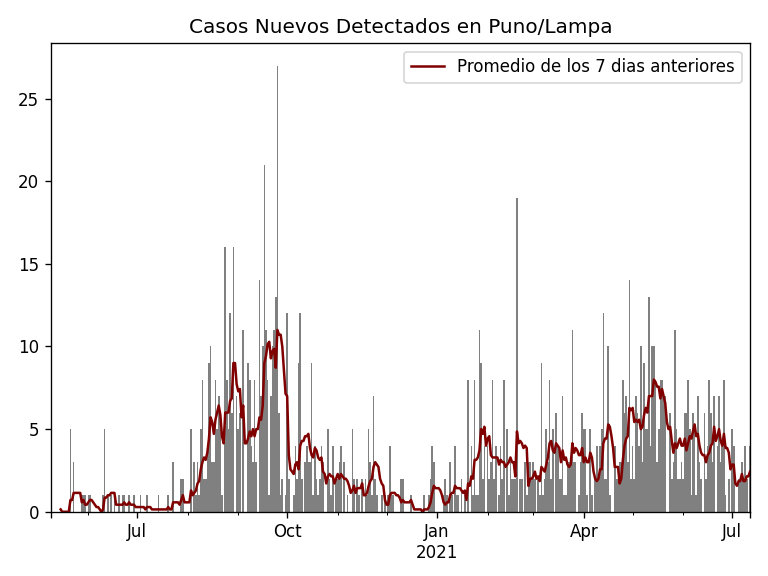 Casos Nuevos Detectados en Puno/Lampa
Promedio de los 7 dias anteriores
25
20
15
10
5
0
Jul
Oct
Jan
2021
Apr
Jul